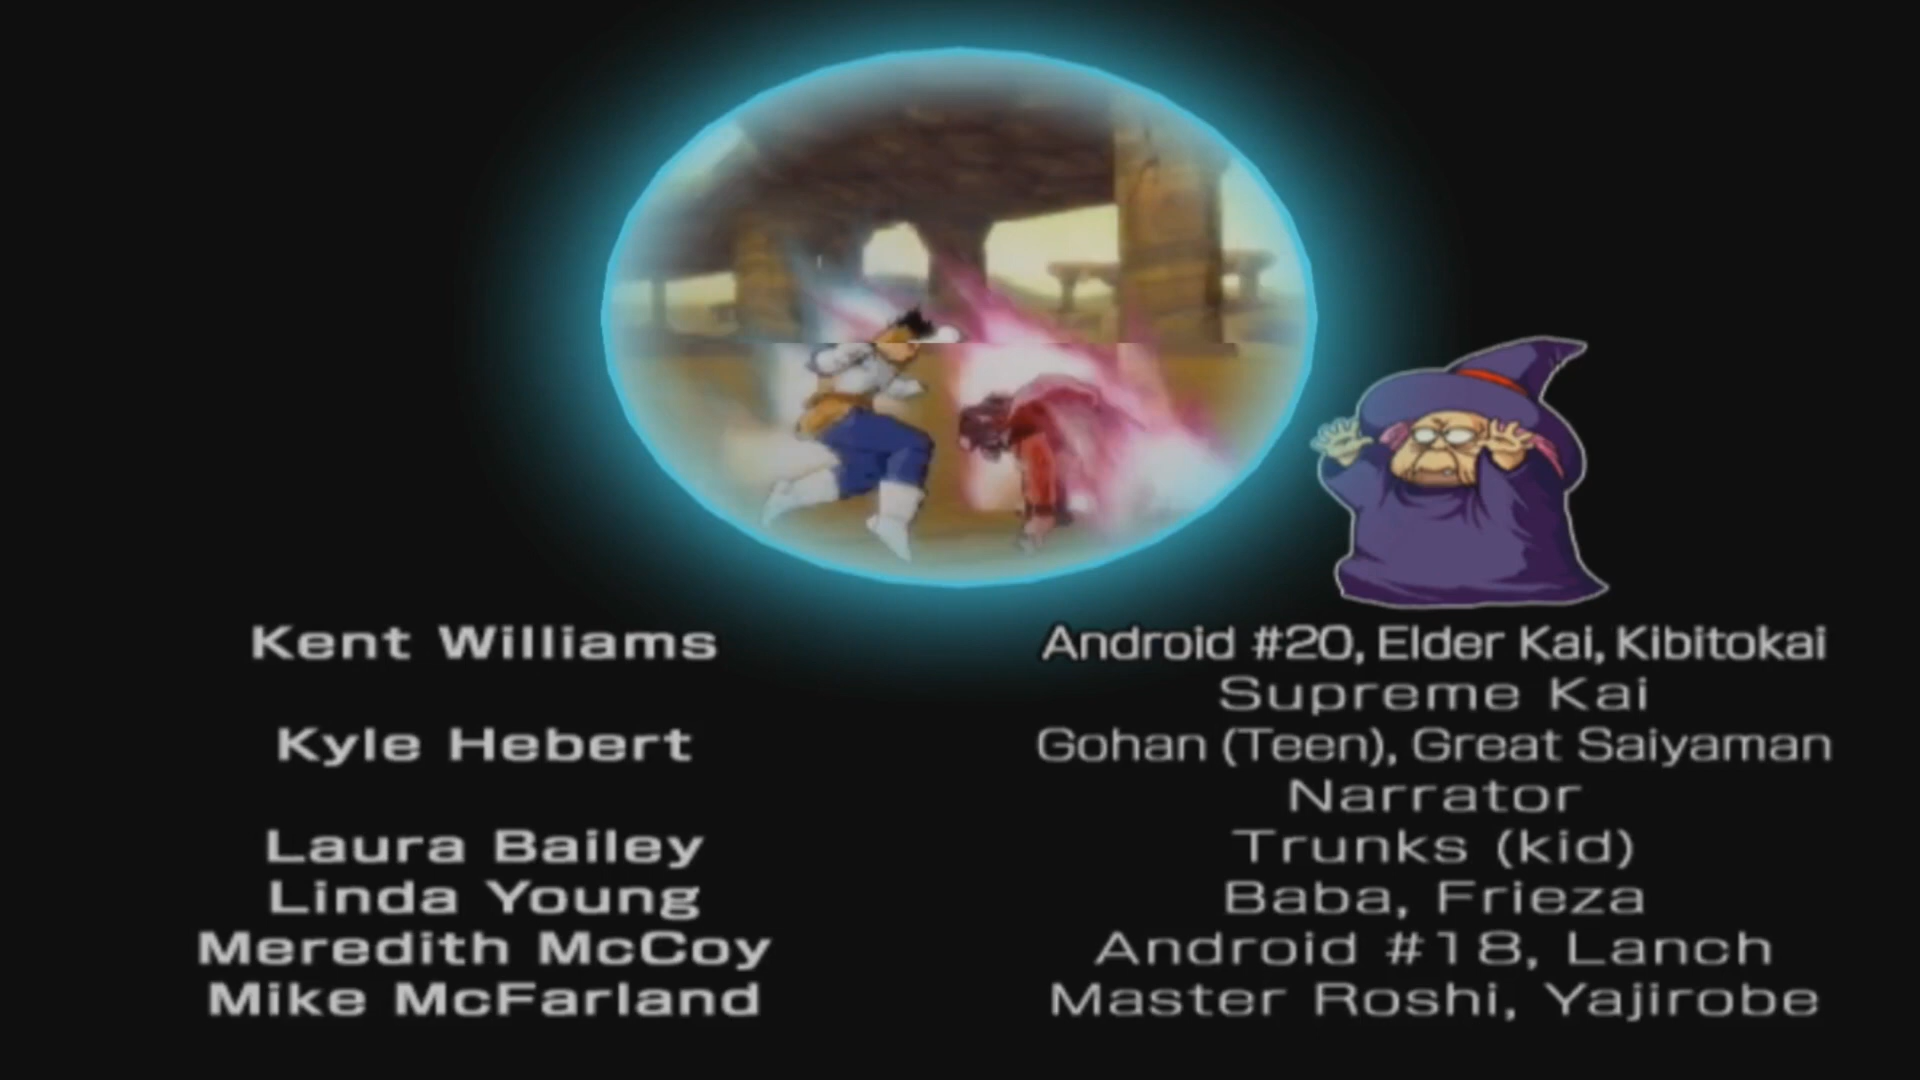 Kent Williams Android #20, Elder Kai, Kibitokai
Supreme Kai
Kyle Hebert Gohan (Teen), Great Saiyaman
Narrator
Laura Bailey Trunks (kid)
Linda Young Baba, Frieza
Meredith McCoy Android #18, Lanch
Mike McFarland Master Roshi, Yajirobe